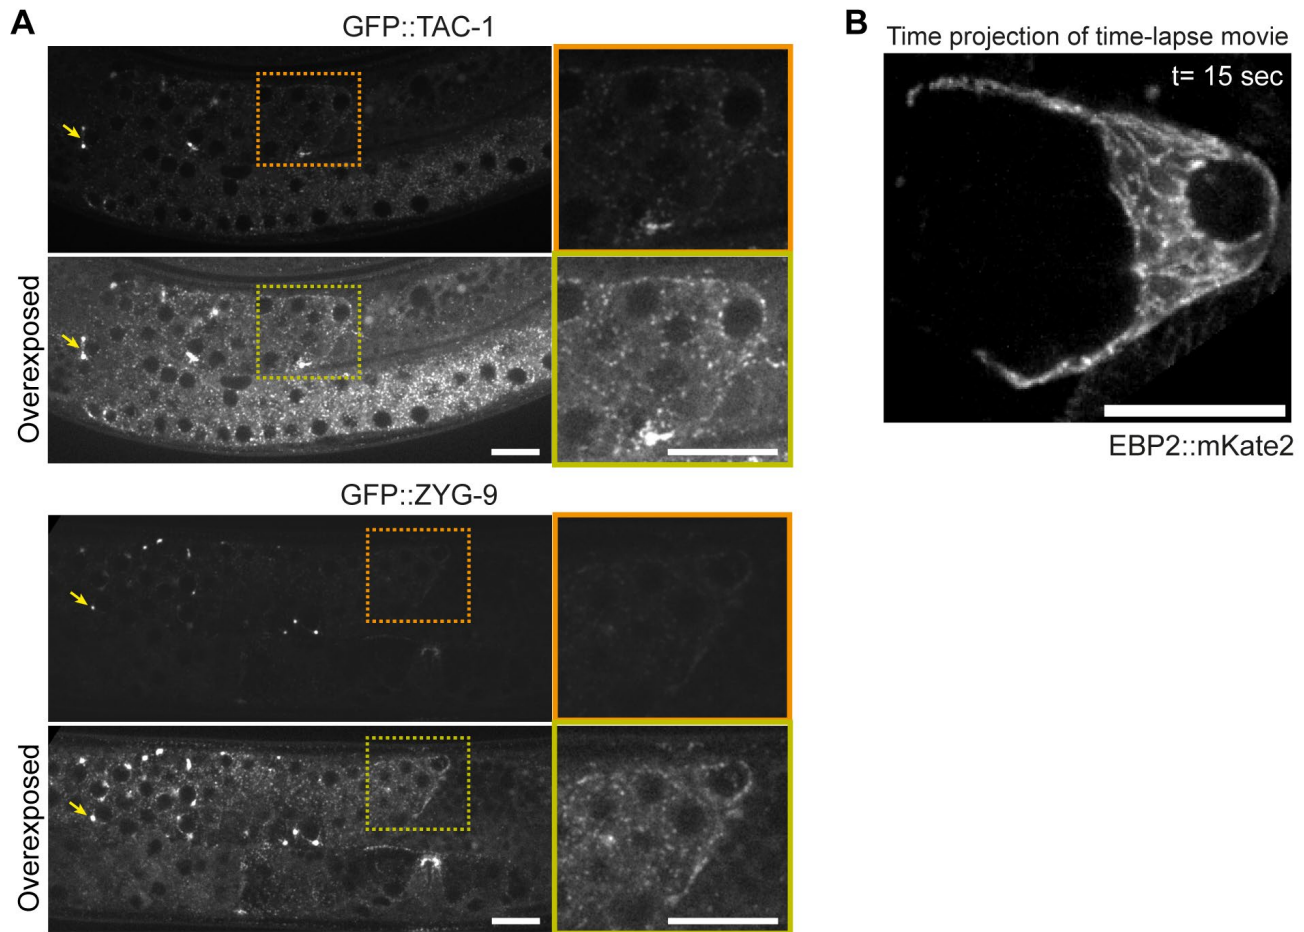 A
GFP::TAC-1
Overexposed
GFP::ZYG-9
Overexposed
B
Time projection of time-lapse movie
t= 15 sec
EBP2::mKate2